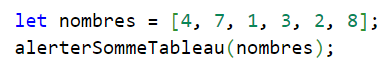 let nombres = [4, 7, 1, 3, 2, 8];
alerterSommeTableau(nombres);